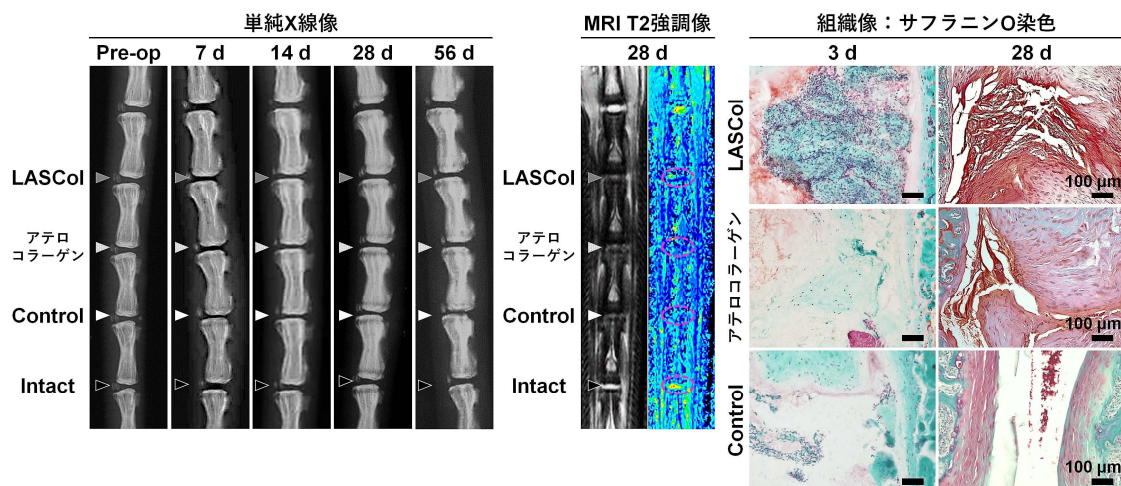 単純X線像
Pre-op 7 d 14 d 28 d 56 d
LASCol
アテロ
コラーゲン
Control
Intact
MRI T2強調像
28 d
LASCol
アテロ
コラーゲン
Control
Intact
組織像：サフラニンO染色
3 d 28 d
LASCol
100 μm
アテロコラーゲン
100 μm
Control
100 μm